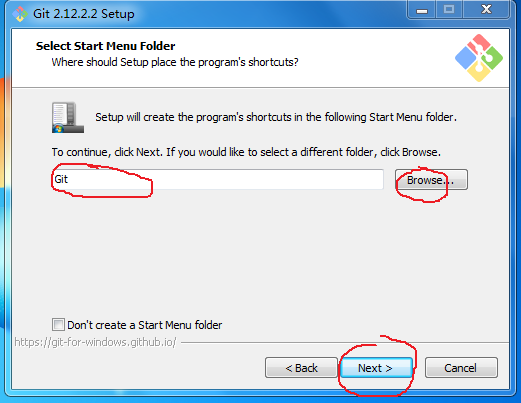 Git 2.12.2.2 Setup
Select Start Menu Folder
Where should Setup place the program's shortcuts?
Setup will create the program's shortcuts in the following Start Menu folder.
To continue, click Next. If you would like to select a different folder, click Browse.
Git
Browse...
Don't create a Start Menu folder
https://git-for-windows.github.io/
< Back
Next >
Cancel